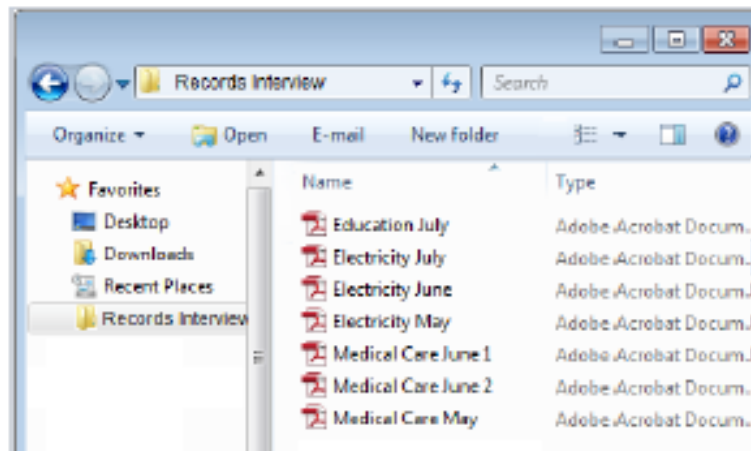 Records Interview
Search
Organize Open E-mail New folder
Favorites
Desktop
Downloads
Recent Places
Records Interview
Name Type
Education July Adobe Acrobat Docum...
Electricity July Adobe Acrobat Docum...
Electricity June Adobe Acrobat Docum...
Electricity May Adobe Acrobat Docum...
Medical Care June 1 Adobe Acrobat Docum...
Medical Care June 2 Adobe Acrobat Docum...
Medical Care May Adobe Acrobat Docum...